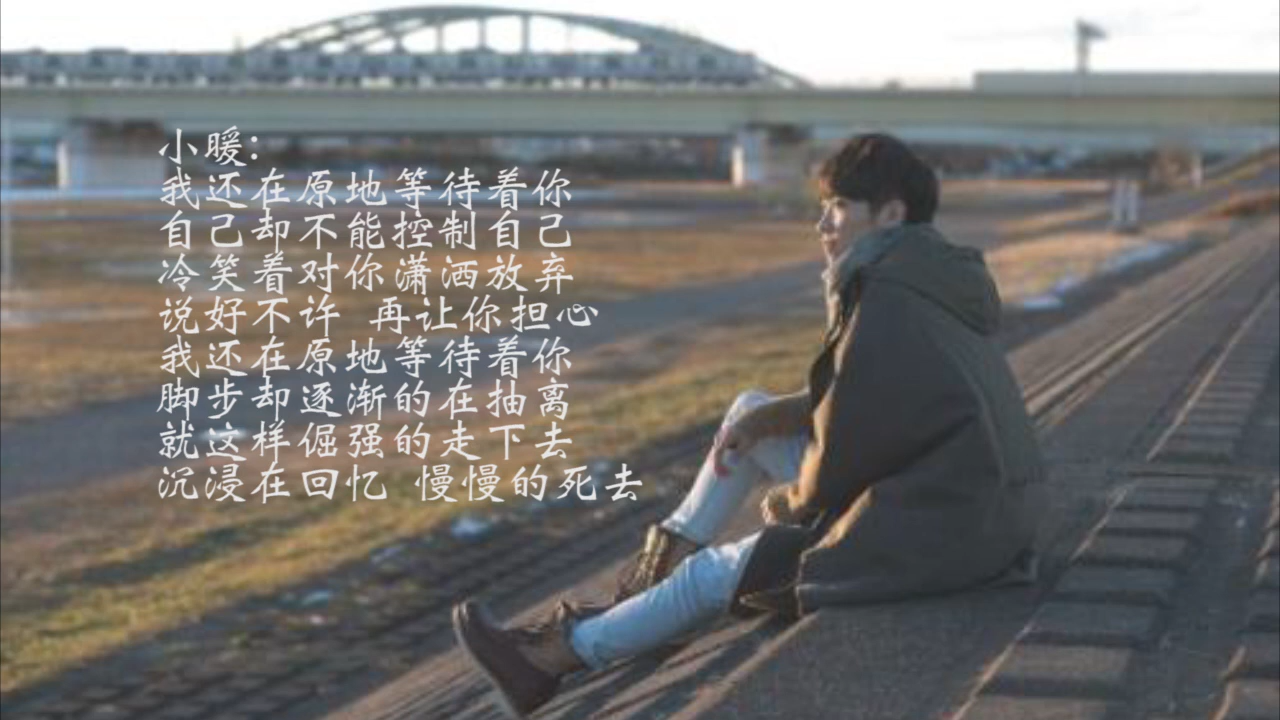 小暖:
我还在原地等待着你
自己却不能控制自己
冷笑着对你潇洒放弃
说好不许 再让你担心
我还在原地等待着你
脚步却逐渐的在抽离
就这样倔强的走下去
沉浸在回忆 慢慢的死去